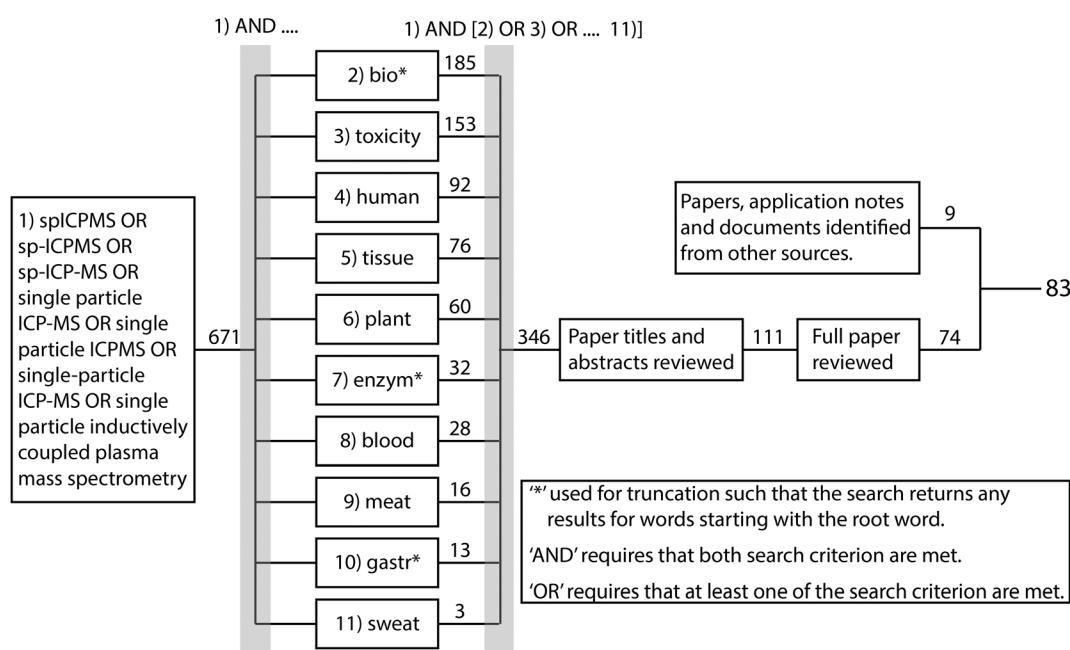 1) AND ....
1) AND [2) OR 3) OR .... 11)]
1) spICPMS OR
sp-ICPMS OR
sp-ICP-MS OR
single particle
ICP-MS OR single
particle ICPMS OR
single-particle
ICP-MS OR single
particle inductively
coupled plasma
mass spectrometry
671
2) bio*
185
3) toxicity
153
4) human
92
5) tissue
76
6) plant
60
7) enzym*
32
8) blood
28
9) meat
16
10) gastr*
13
11) sweat
3
346
Paper titles and
abstracts reviewed
111
Full paper
reviewed
74
Papers, application notes
and documents identified
from other sources.
9
83
‘*’ used for truncation such that the search returns any
results for words starting with the root word.
‘AND’ requires that both search criterion are met.
‘OR’ requires that at least one of the search criterion are met.